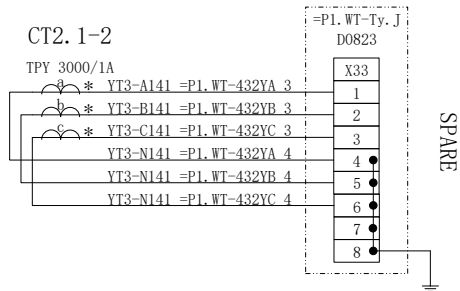 =P1.WT-Ty.J
D0823
CT2.1-2
TPY 3000/1A
X33
a * YT3-A141 =P1.WT-432YA 3 1
b * YT3-B141 =P1.WT-432YB 3 2
c * YT3-C141 =P1.WT-432YC 3 3
YT3-N141 =P1.WT-432YA 4 4
YT3-N141 =P1.WT-432YB 4 5
YT3-N141 =P1.WT-432YC 4 6
7
8
SPARE